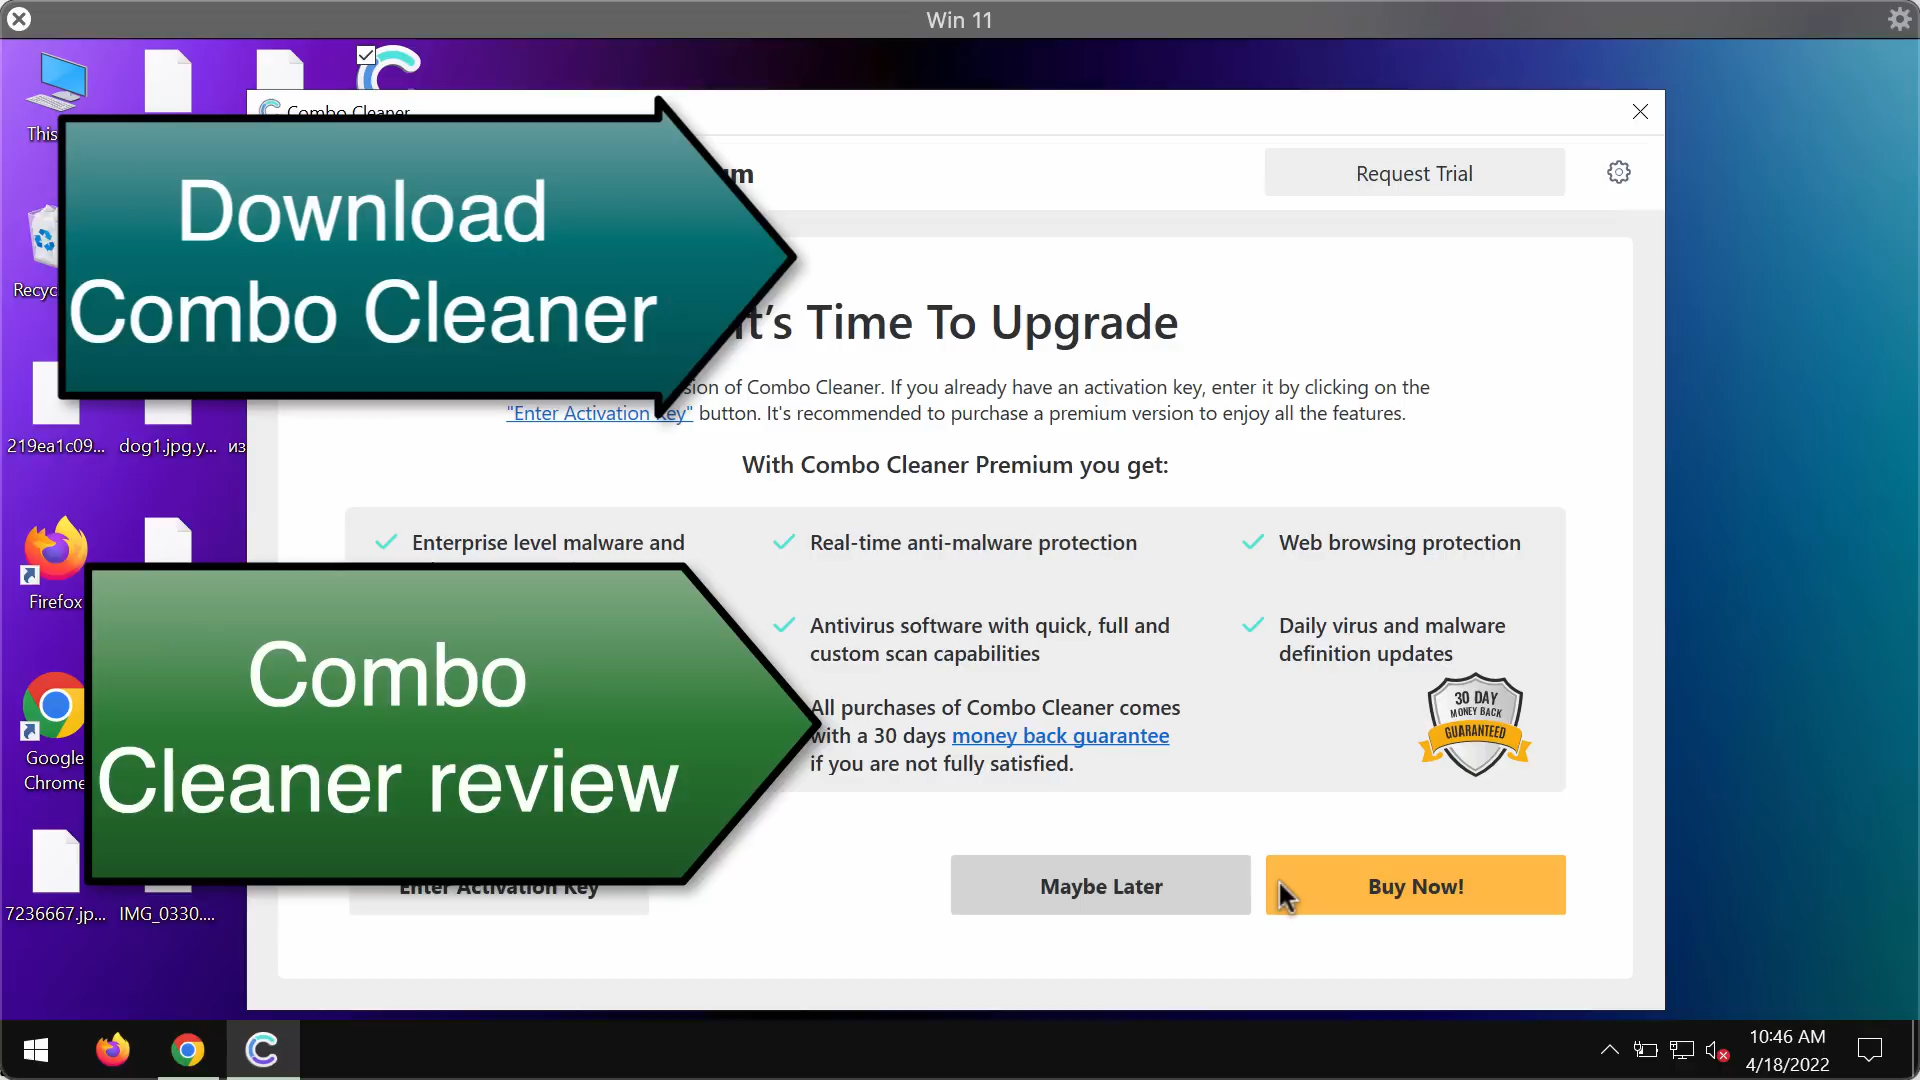 Win 11
Combo Cleaner
This
Request Trial
Download
Combo Cleaner
Recyc
It's Time To Upgrade
sion of Combo Cleaner. If you already have an activation key, enter it by clicking on the
"Enter Activation Key" button. It's recommended to purchase a premium version to enjoy all the features.
219ea1c09...
dog1.jpg.y...
из
With Combo Cleaner Premium you get:
Enterprise level malware and
Real-time anti-malware protection
Web browsing protection
Firefox
Antivirus software with quick, full and
custom scan capabilities
Daily virus and malware
definition updates
Combo
Cleaner review
All purchases of Combo Cleaner comes
with a 30 days money back guarantee
if you are not fully satisfied.
30 DAY
MONEY BACK
GUARANTEED
Google
Chrome
Enter Activation Key
Maybe Later
Buy Now!
7236667.jp...
IMG_0330....
10:46 AM
4/18/2022